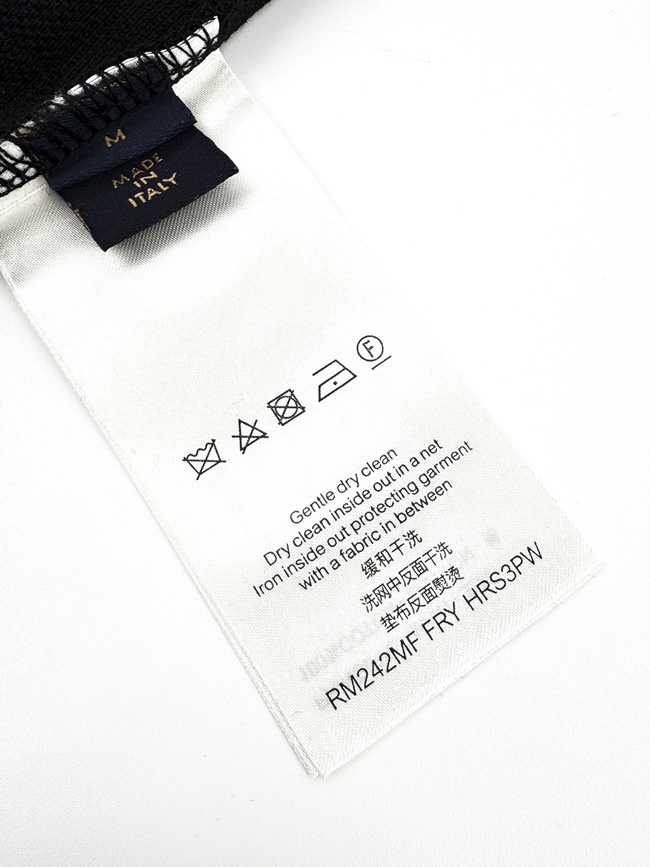 M
MADE
IN
ITALY
F
Gentle dry clean
Dry clean inside out in a net
Iron inside out protecting garment
with a fabric in between
缓和干洗
洗网中反面干洗
垫布反面熨烫
RM242MF FRY HRS3PW